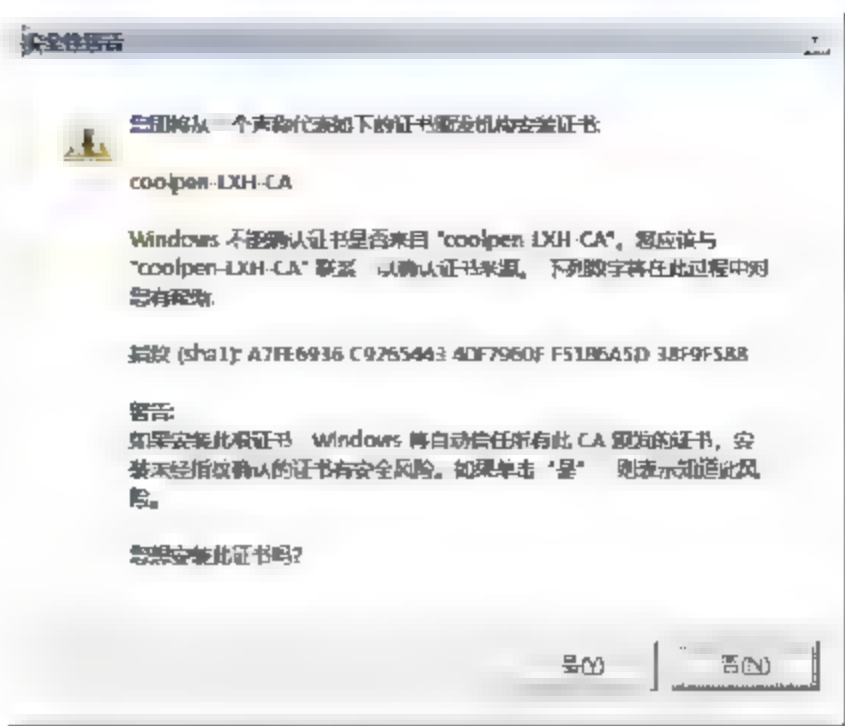 安全性警告
您即将从一个声称代表如下的证书颁发机构安装证书:
coolpen-LXH-CA
Windows 不能确认证书是否来自 "coolpen-LXH-CA"。您应该与
"coolpen-LXH-CA" 联系，以确认证书来源。下列数字将在此过程中对
您有帮助:
指纹 (sha1): A7FE6936 C9265443 4DF7960F F51B6A5D 38F9F588
警告:
如果安装此根证书，Windows 将自动信任所有此 CA 颁发的证书，安
装未经指纹确认的证书有安全风险。如果单击 "是"，则表示知道此风
险。
您想安装此证书吗?
是(Y)
否(N)